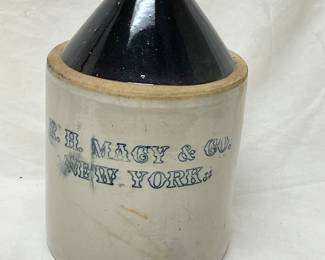 R. H. MACY & CO.
NEW YORK.